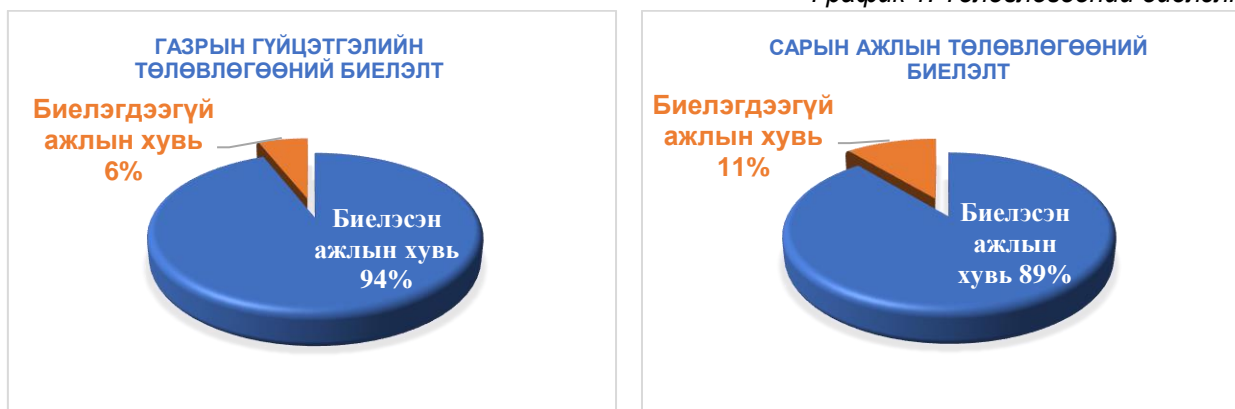 ГАЗРЫН ГҮЙЦЭТГЭЛИЙН
ТӨЛӨВЛӨГӨӨНИЙ БИЕЛЭЛТ
Биелэгдээгүй
ажлын хувь
6%
Биелэсэн
ажлын хувь
94%
САРЫН АЖЛЫН ТӨЛӨВЛӨГӨӨНИЙ
БИЕЛЭЛТ
Биелэгдээгүй
ажлын хувь
11%
Биелэсэн
ажлын
хувь 89%